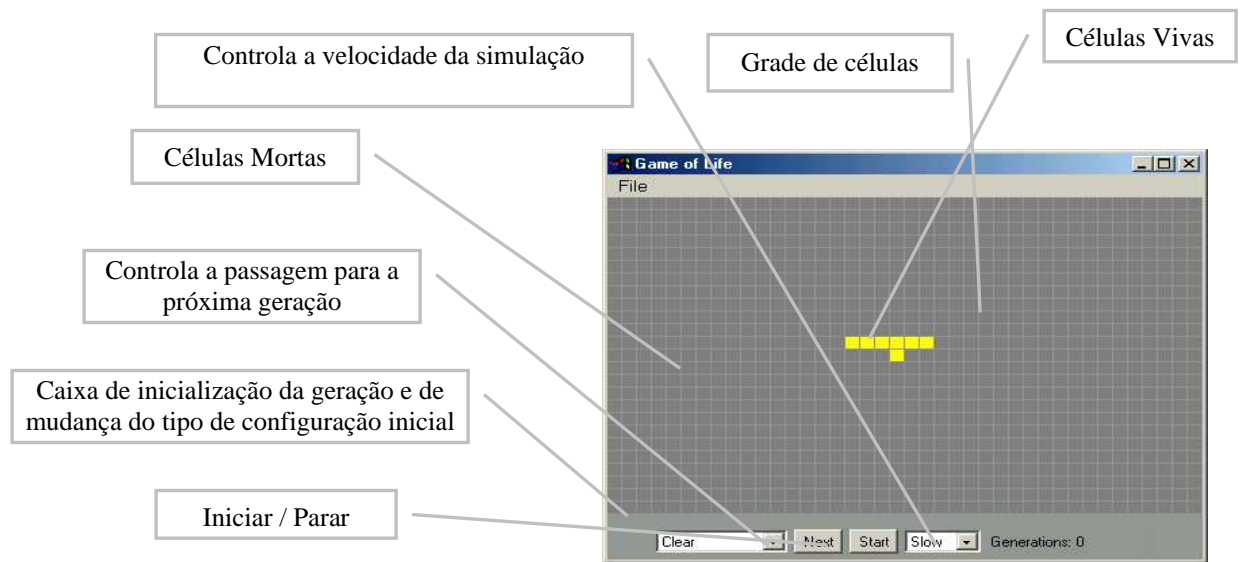 Controla a velocidade da simulação
Grade de células
Células Vivas
Células Mortas
Game of Life
File
Controla a passagem para a
próxima geração
Caixa de inicialização da geração e de
mudança do tipo de configuração inicial
Iniciar / Parar
Clear
Next
Start
Slow
Generations: 0